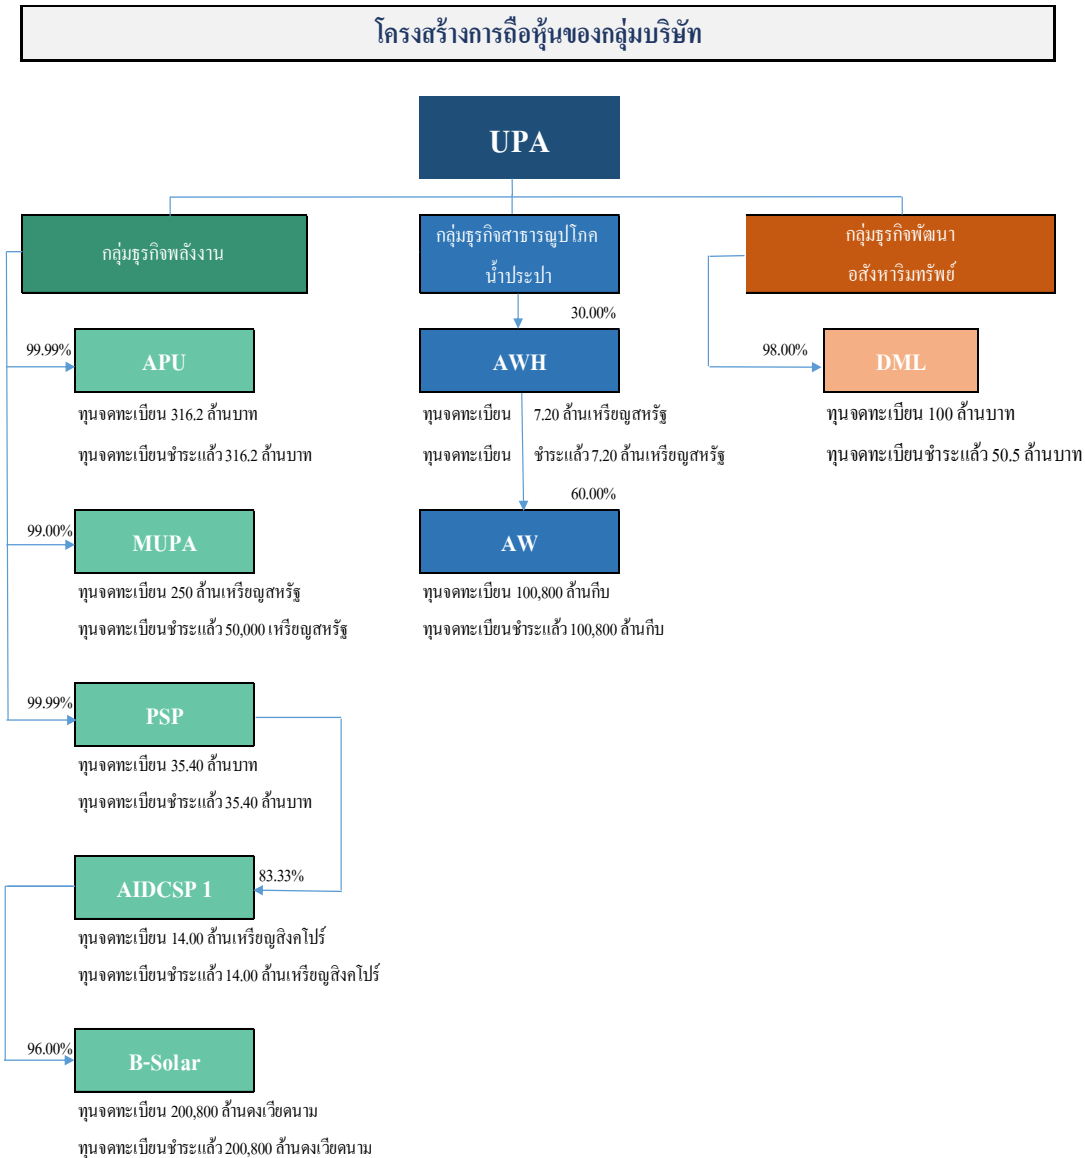 โครงสร้างการถือหุ้นของกลุ่มบริษัท
UPA
กลุ่มธุรกิจพลังงาน
กลุ่มธุรกิจสาธารณูปโภค
น้ำประปา
กลุ่มธุรกิจพัฒนา
อสังหาริมทรัพย์
99.99%
APU
ทุนจดทะเบียน 316.2 ล้านบาท
ทุนจดทะเบียนชำระแล้ว 316.2 ล้านบาท
99.00%
MUPA
ทุนจดทะเบียน 250 ล้านเหรียญสหรัฐ
ทุนจดทะเบียนชำระแล้ว 50,000 เหรียญสหรัฐ
99.99%
PSP
ทุนจดทะเบียน 35.40 ล้านบาท
ทุนจดทะเบียนชำระแล้ว 35.40 ล้านบาท
83.33%
AIDCSP 1
ทุนจดทะเบียน 14.00 ล้านเหรียญสิงคโปร์
ทุนจดทะเบียนชำระแล้ว 14.00 ล้านเหรียญสิงคโปร์
96.00%
B-Solar
ทุนจดทะเบียน 200,800 ล้านดงเวียดนาม
ทุนจดทะเบียนชำระแล้ว 200,800 ล้านดงเวียดนาม
30.00%
AWH
ทุนจดทะเบียน 7.20 ล้านเหรียญสหรัฐ
ทุนจดทะเบียน ชำระแล้ว 7.20 ล้านเหรียญสหรัฐ
60.00%
AW
ทุนจดทะเบียน 100,800 ล้านกีบ
ทุนจดทะเบียนชำระแล้ว 100,800 ล้านกีบ
98.00%
DML
ทุนจดทะเบียน 100 ล้านบาท
ทุนจดทะเบียนชำระแล้ว 50.5 ล้านบาท